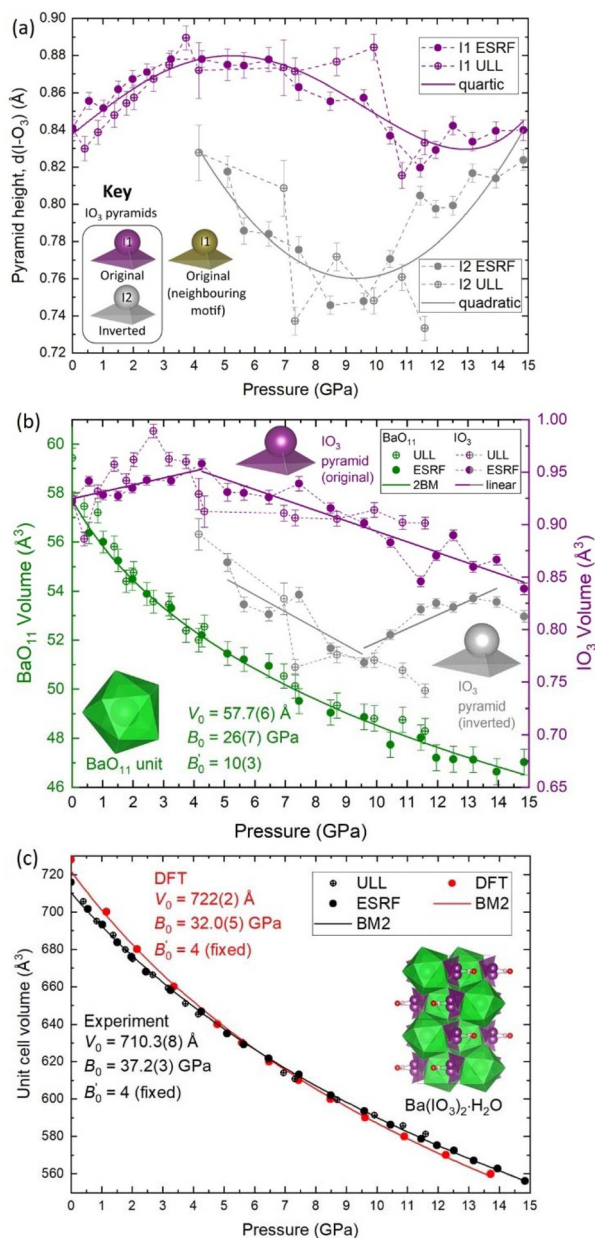 (a)
0.90
0.88
0.86
0.84
0.82
0.80
0.78
0.76
0.74
0.72
Pyramid height, d(I-O3) (Å)
I1 ESRF
I1 ULL
quartic
Key
IO3 pyramids
I1
Original
I1
Original
(neighbouring
motif)
I2
Inverted
I2 ESRF
I2 ULL
quadratic
0 1 2 3 4 5 6 7 8 9 10 11 12 13 14 15
Pressure (GPa)
(b)
60
58
56
54
52
50
48
46
BaO11 Volume (Å3)
IO3
pyramid
(original)
BaO11 IO3
ULL ULL
ESRF ESRF
2BM linear
1.00
0.95
0.90
0.85
0.80
0.75
0.70
0.65
IO3 Volume (Å3)
BaO11 unit
V0 = 57.7(6) Å
B0 = 26(7) GPa
B'0 = 10(3)
IO3
pyramid
(inverted)
0 1 2 3 4 5 6 7 8 9 10 11 12 13 14 15
Pressure (GPa)
(c)
720
700
680
660
640
620
600
580
560
Unit cell volume (Å3)
DFT
V0 = 722(2) Å
B0 = 32.0(5) GPa
B'0 = 4 (fixed)
ULL DFT
ESRF BM2
BM2
Experiment
V0 = 710.3(8) Å
B0 = 37.2(3) GPa
B'0 = 4 (fixed)
Ba(IO3)2·H2O
0 1 2 3 4 5 6 7 8 9 10 11 12 13 14 15
Pressure (GPa)